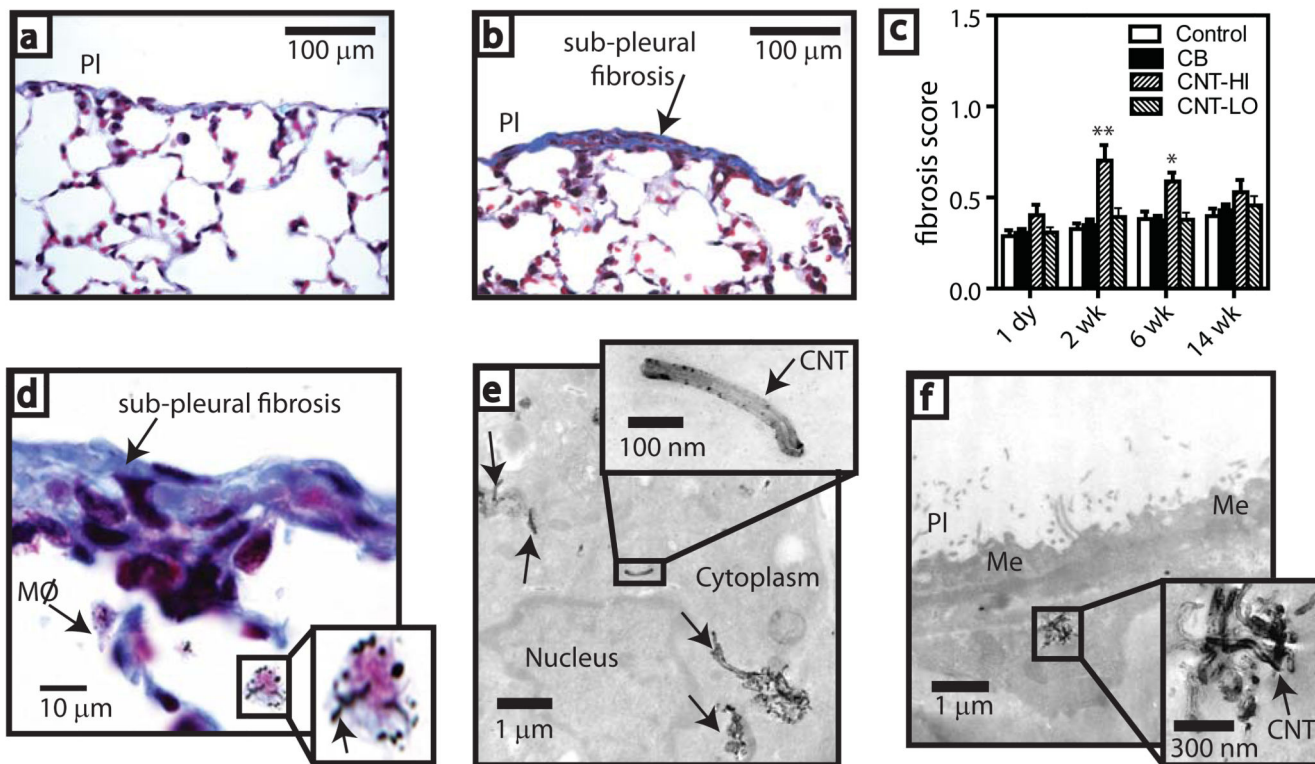 a
100 μm
Pl
b
100 μm
sub-pleural
fibrosis
Pl
c
fibrosis score
1.5
1.0
0.5
0.0
Control
CB
CNT-HI
CNT-LO
**
*
1 dy
2 wk
6 wk
14 wk
d
sub-pleural fibrosis
MØ
10 μm
e
CNT
100 nm
Cytoplasm
Nucleus
1 μm
f
Pl
Me
Me
1 μm
CNT
300 nm